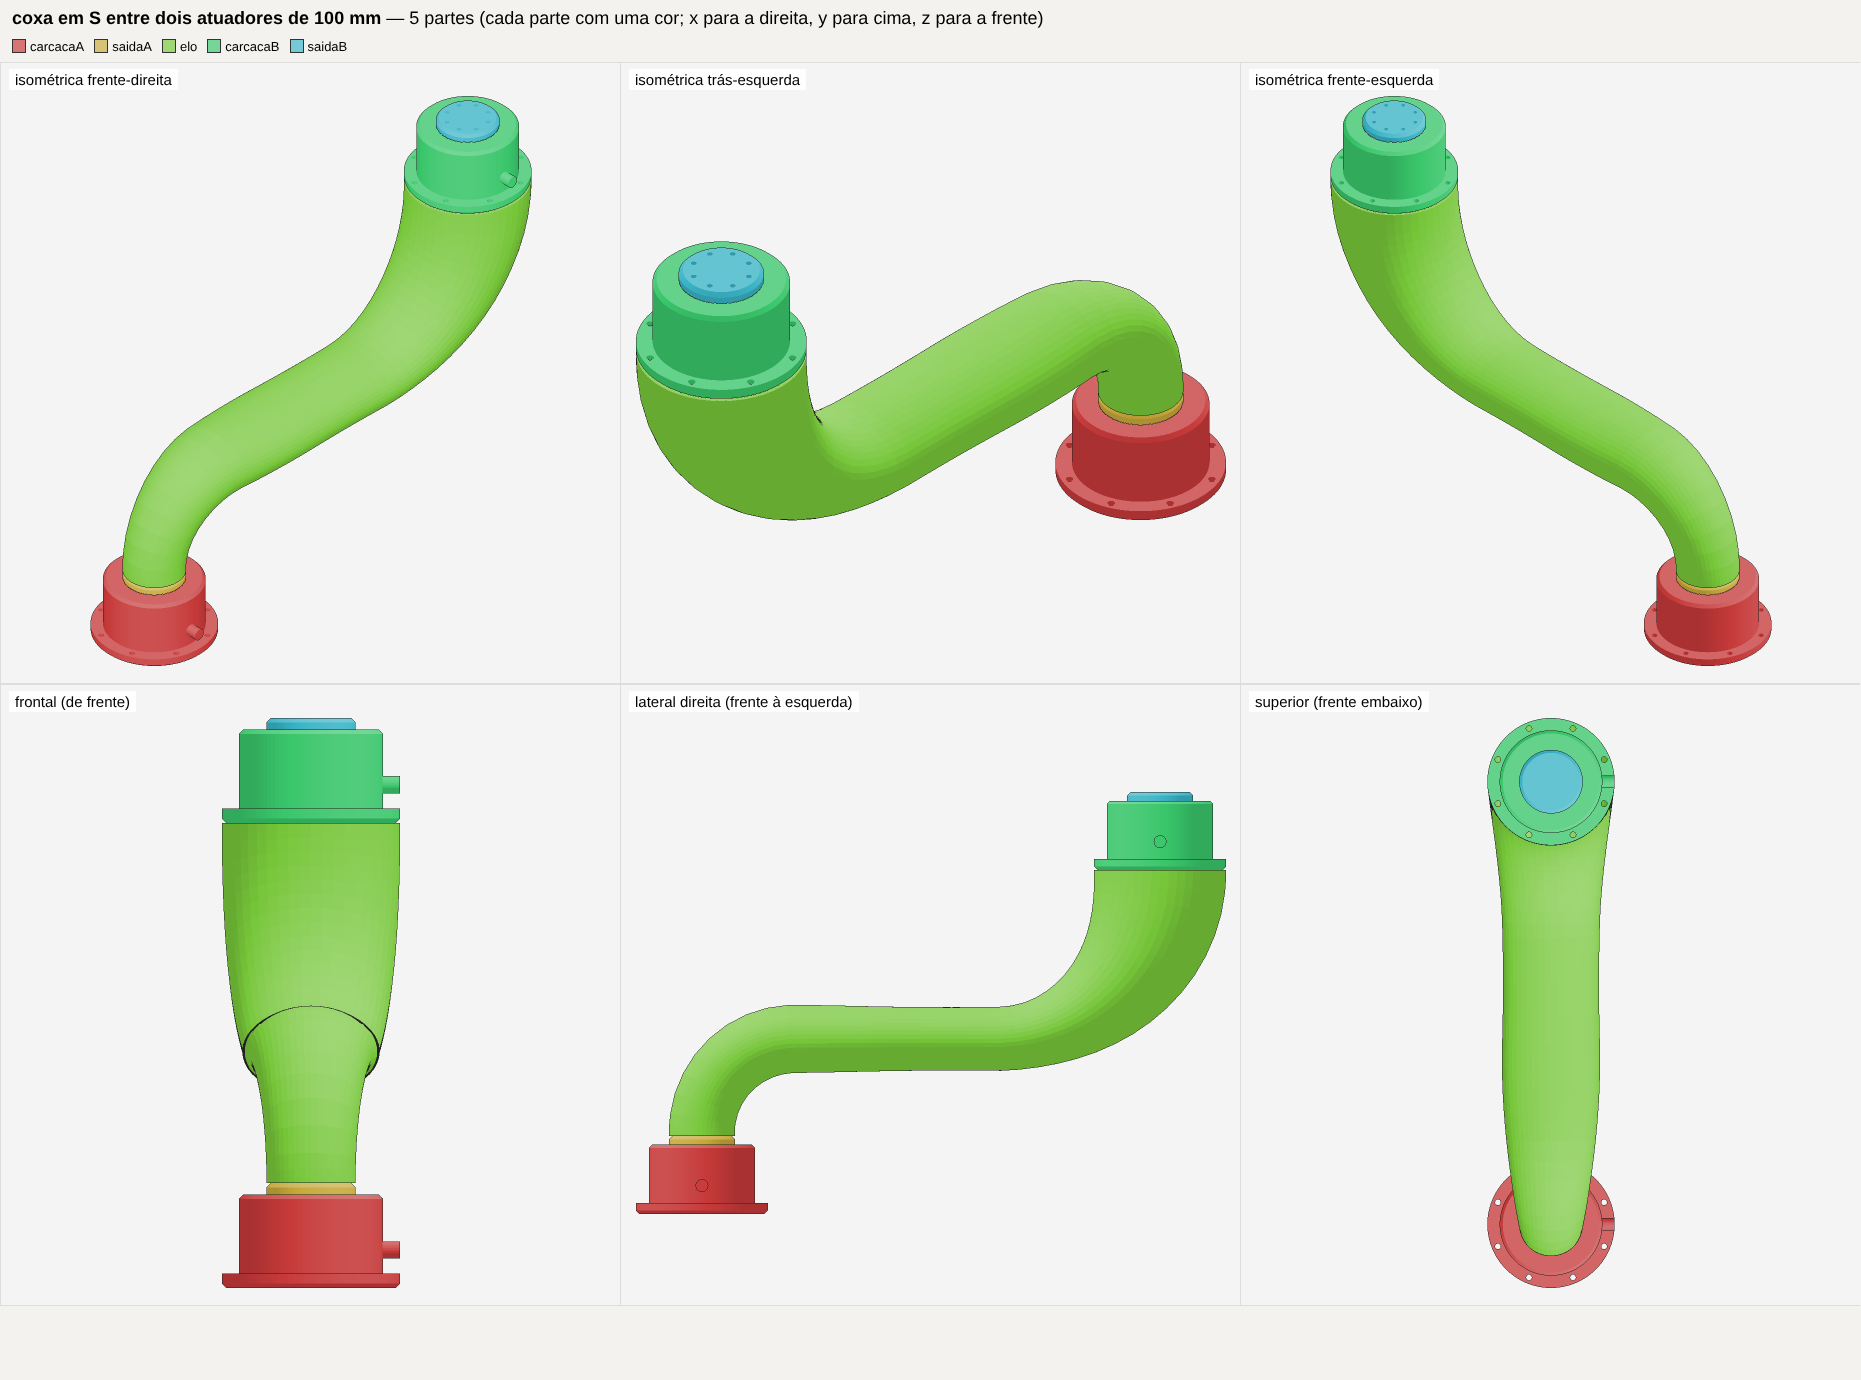 coxa em S entre dois atuadores de 100 mm — 5 partes (cada parte com uma cor; x para a direita, y para cima, z para a frente)
carcacaA saidaA elo carcacaB saidaB
isométrica frente-direita
isométrica trás-esquerda
isométrica frente-esquerda
frontal (de frente)
lateral direita (frente à esquerda)
superior (frente embaixo)